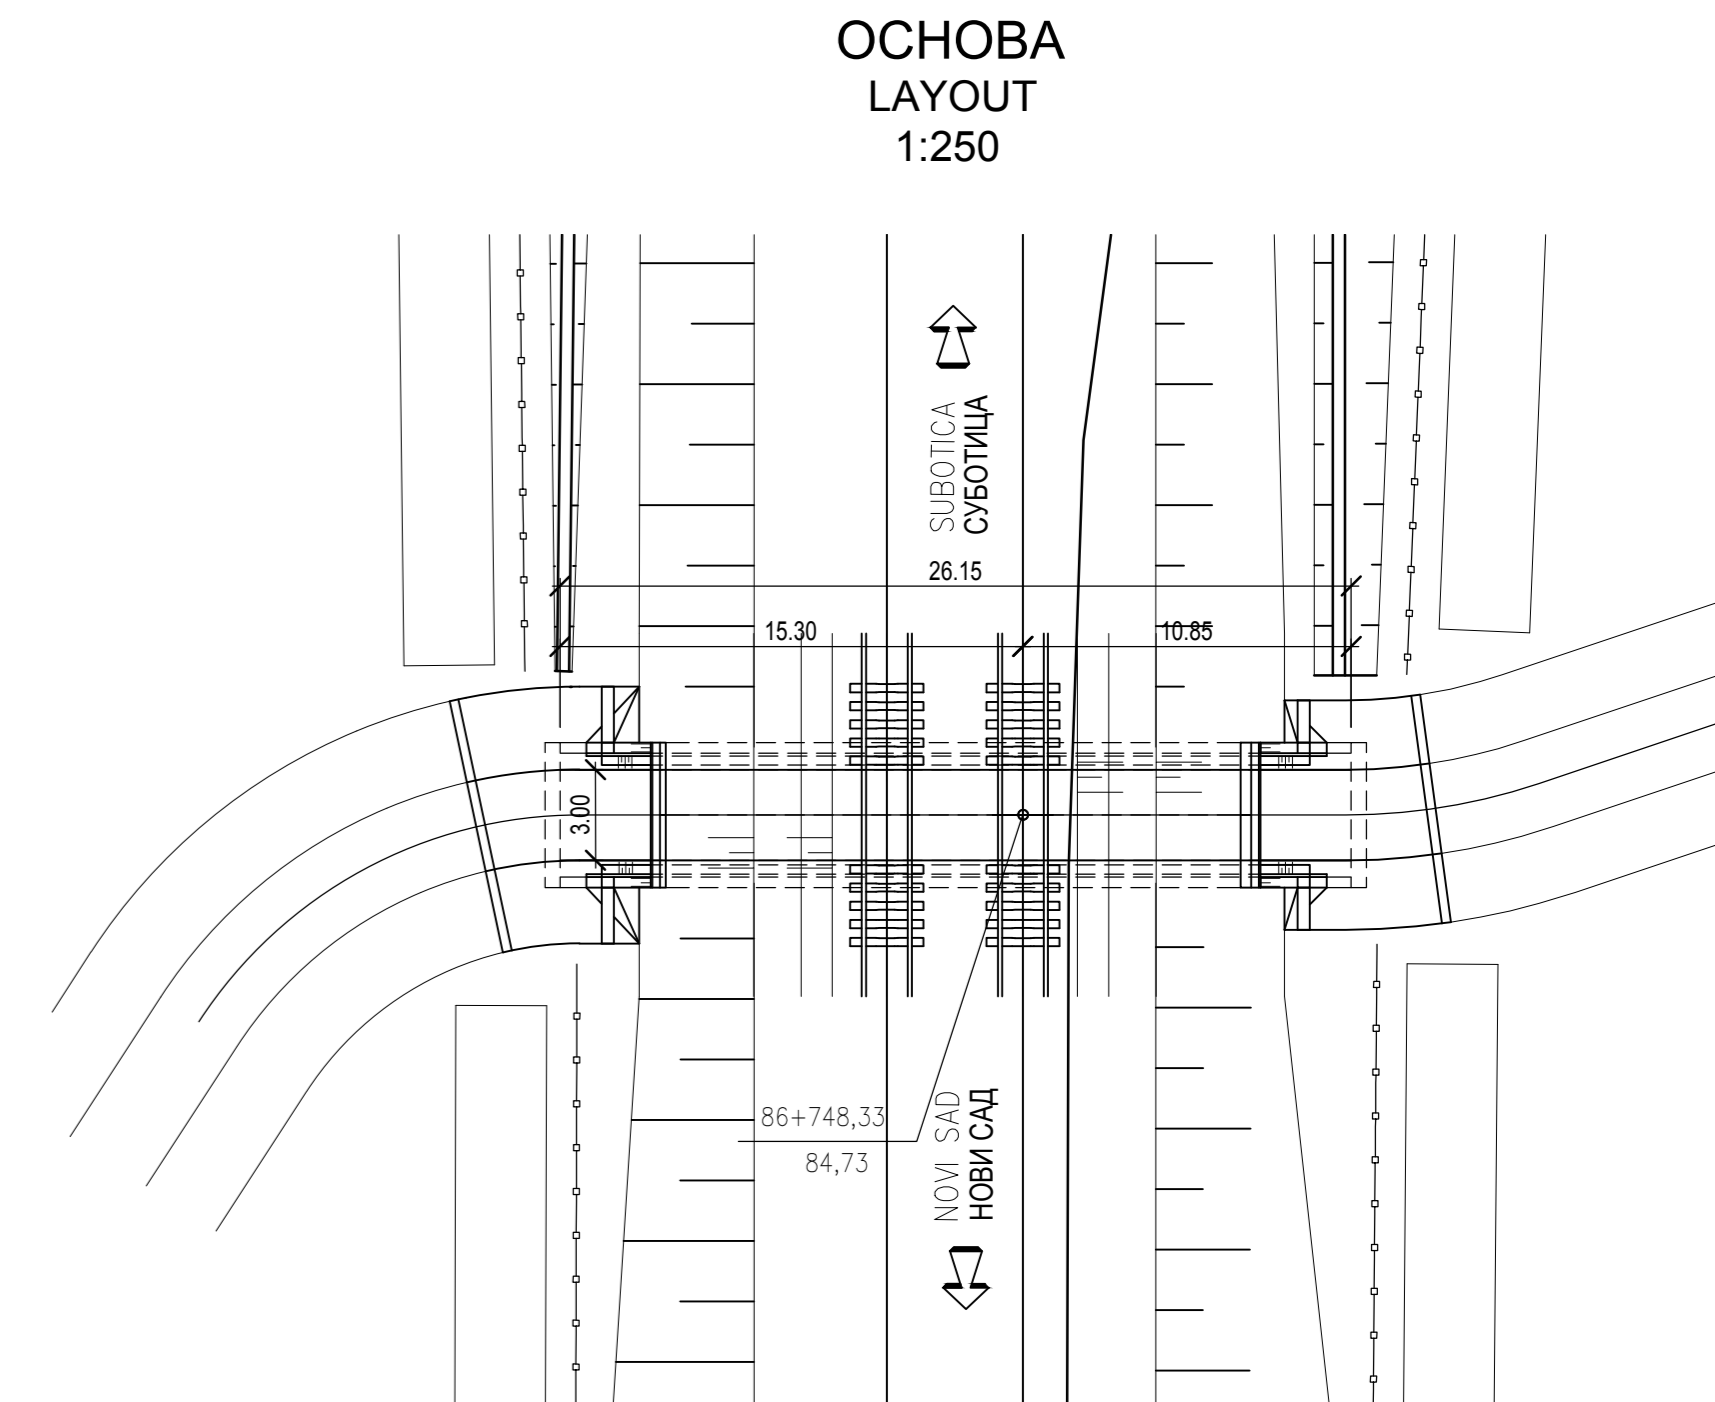 ОСНОВА
LAYOUT
1:250
SUBOTICA
СУБОТИЦА
26.15
15.30
10.85
3.00
86+748,33
84,73
NOVI SAD
НОВИ САД